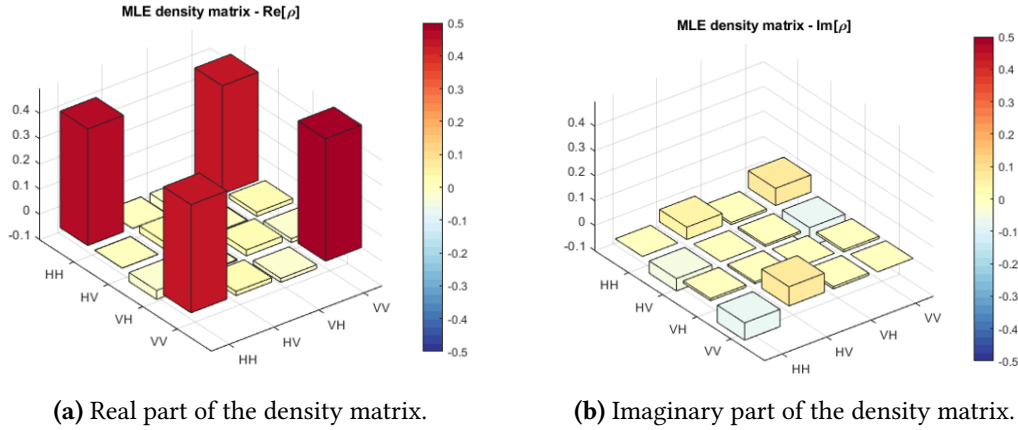 MLE density matrix - Re[ρ]
0.4
0.3
0.2
0.1
0
-0.1
HH
HV
VH
VV
HH
HV
VH
VV
0.5
0.4
0.3
0.2
0.1
0
-0.1
-0.2
-0.3
-0.4
-0.5
MLE density matrix - Im[ρ]
0.4
0.3
0.2
0.1
0
-0.1
HH
HV
VH
VV
HH
HV
VH
VV
0.5
0.4
0.3
0.2
0.1
0
-0.1
-0.2
-0.3
-0.4
-0.5
(a) Real part of the density matrix.
(b) Imaginary part of the density matrix.